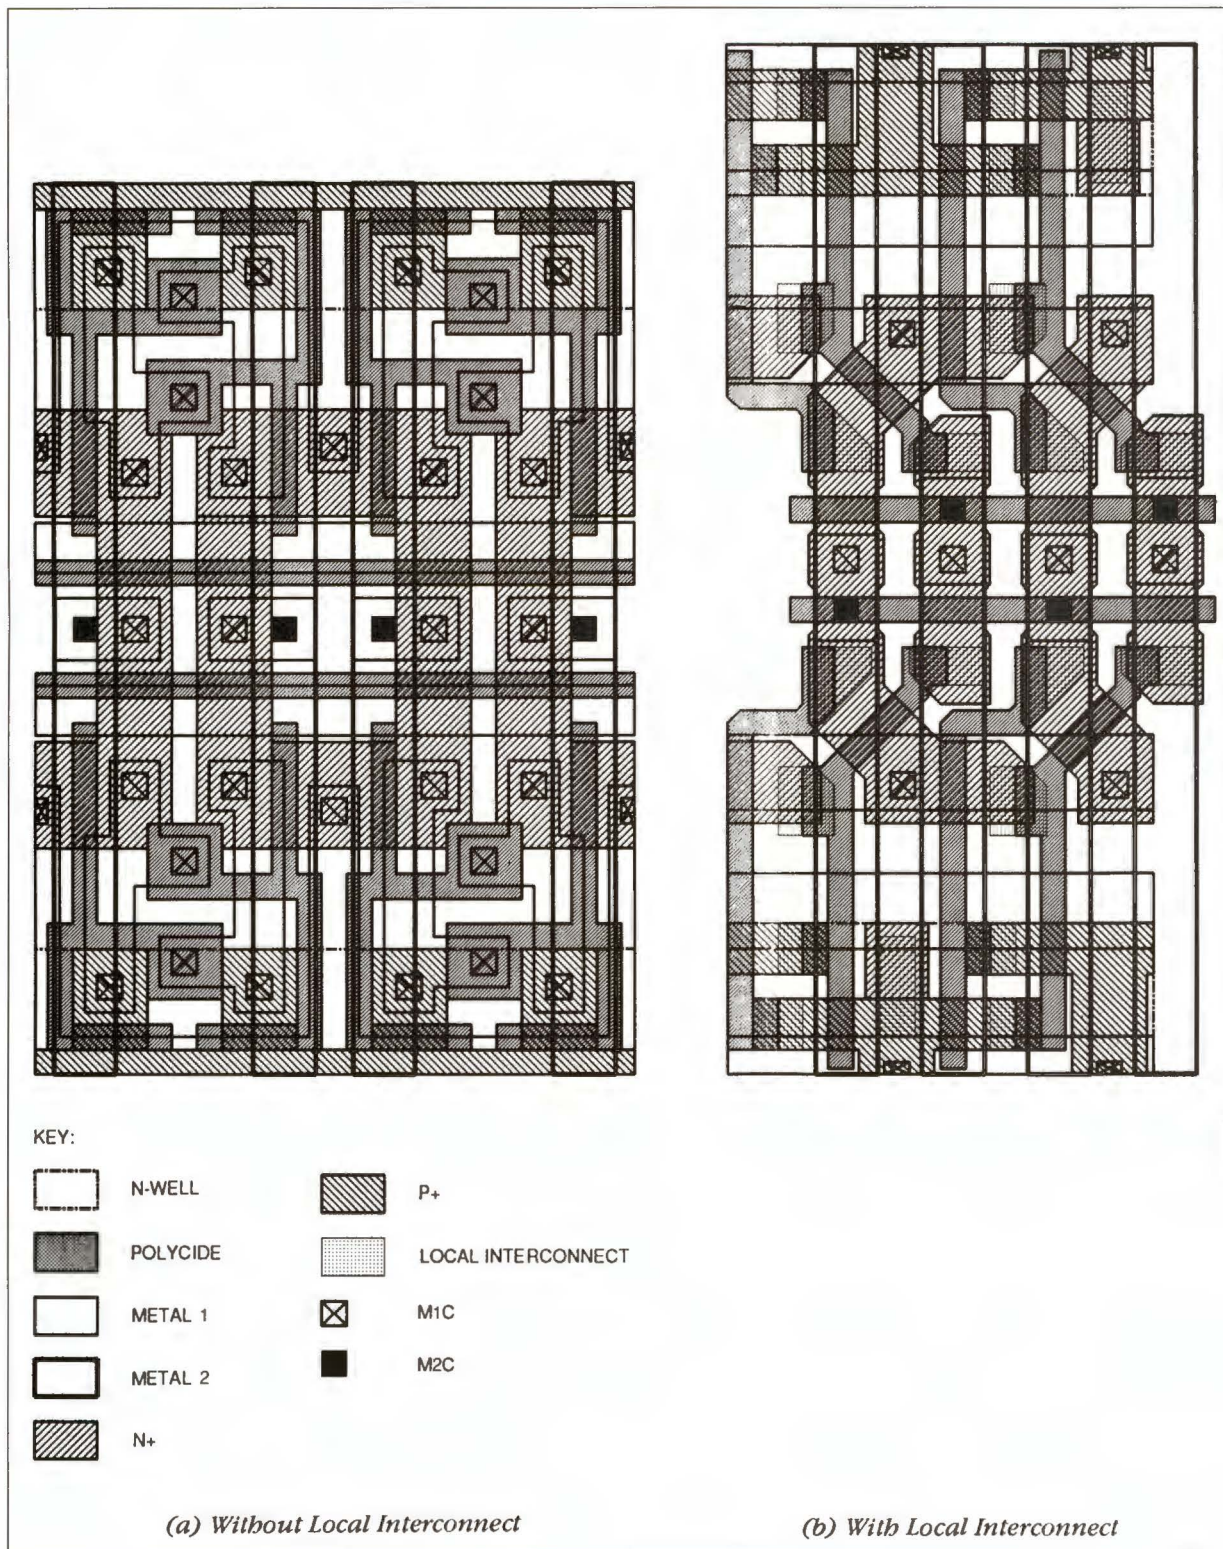 KEY:
N-WELL
POLYCIDE
METAL 1
METAL 2
N+
P+
LOCAL INTERCONNECT
M1C
M2C
(a) Without Local Interconnect
(b) With Local Interconnect